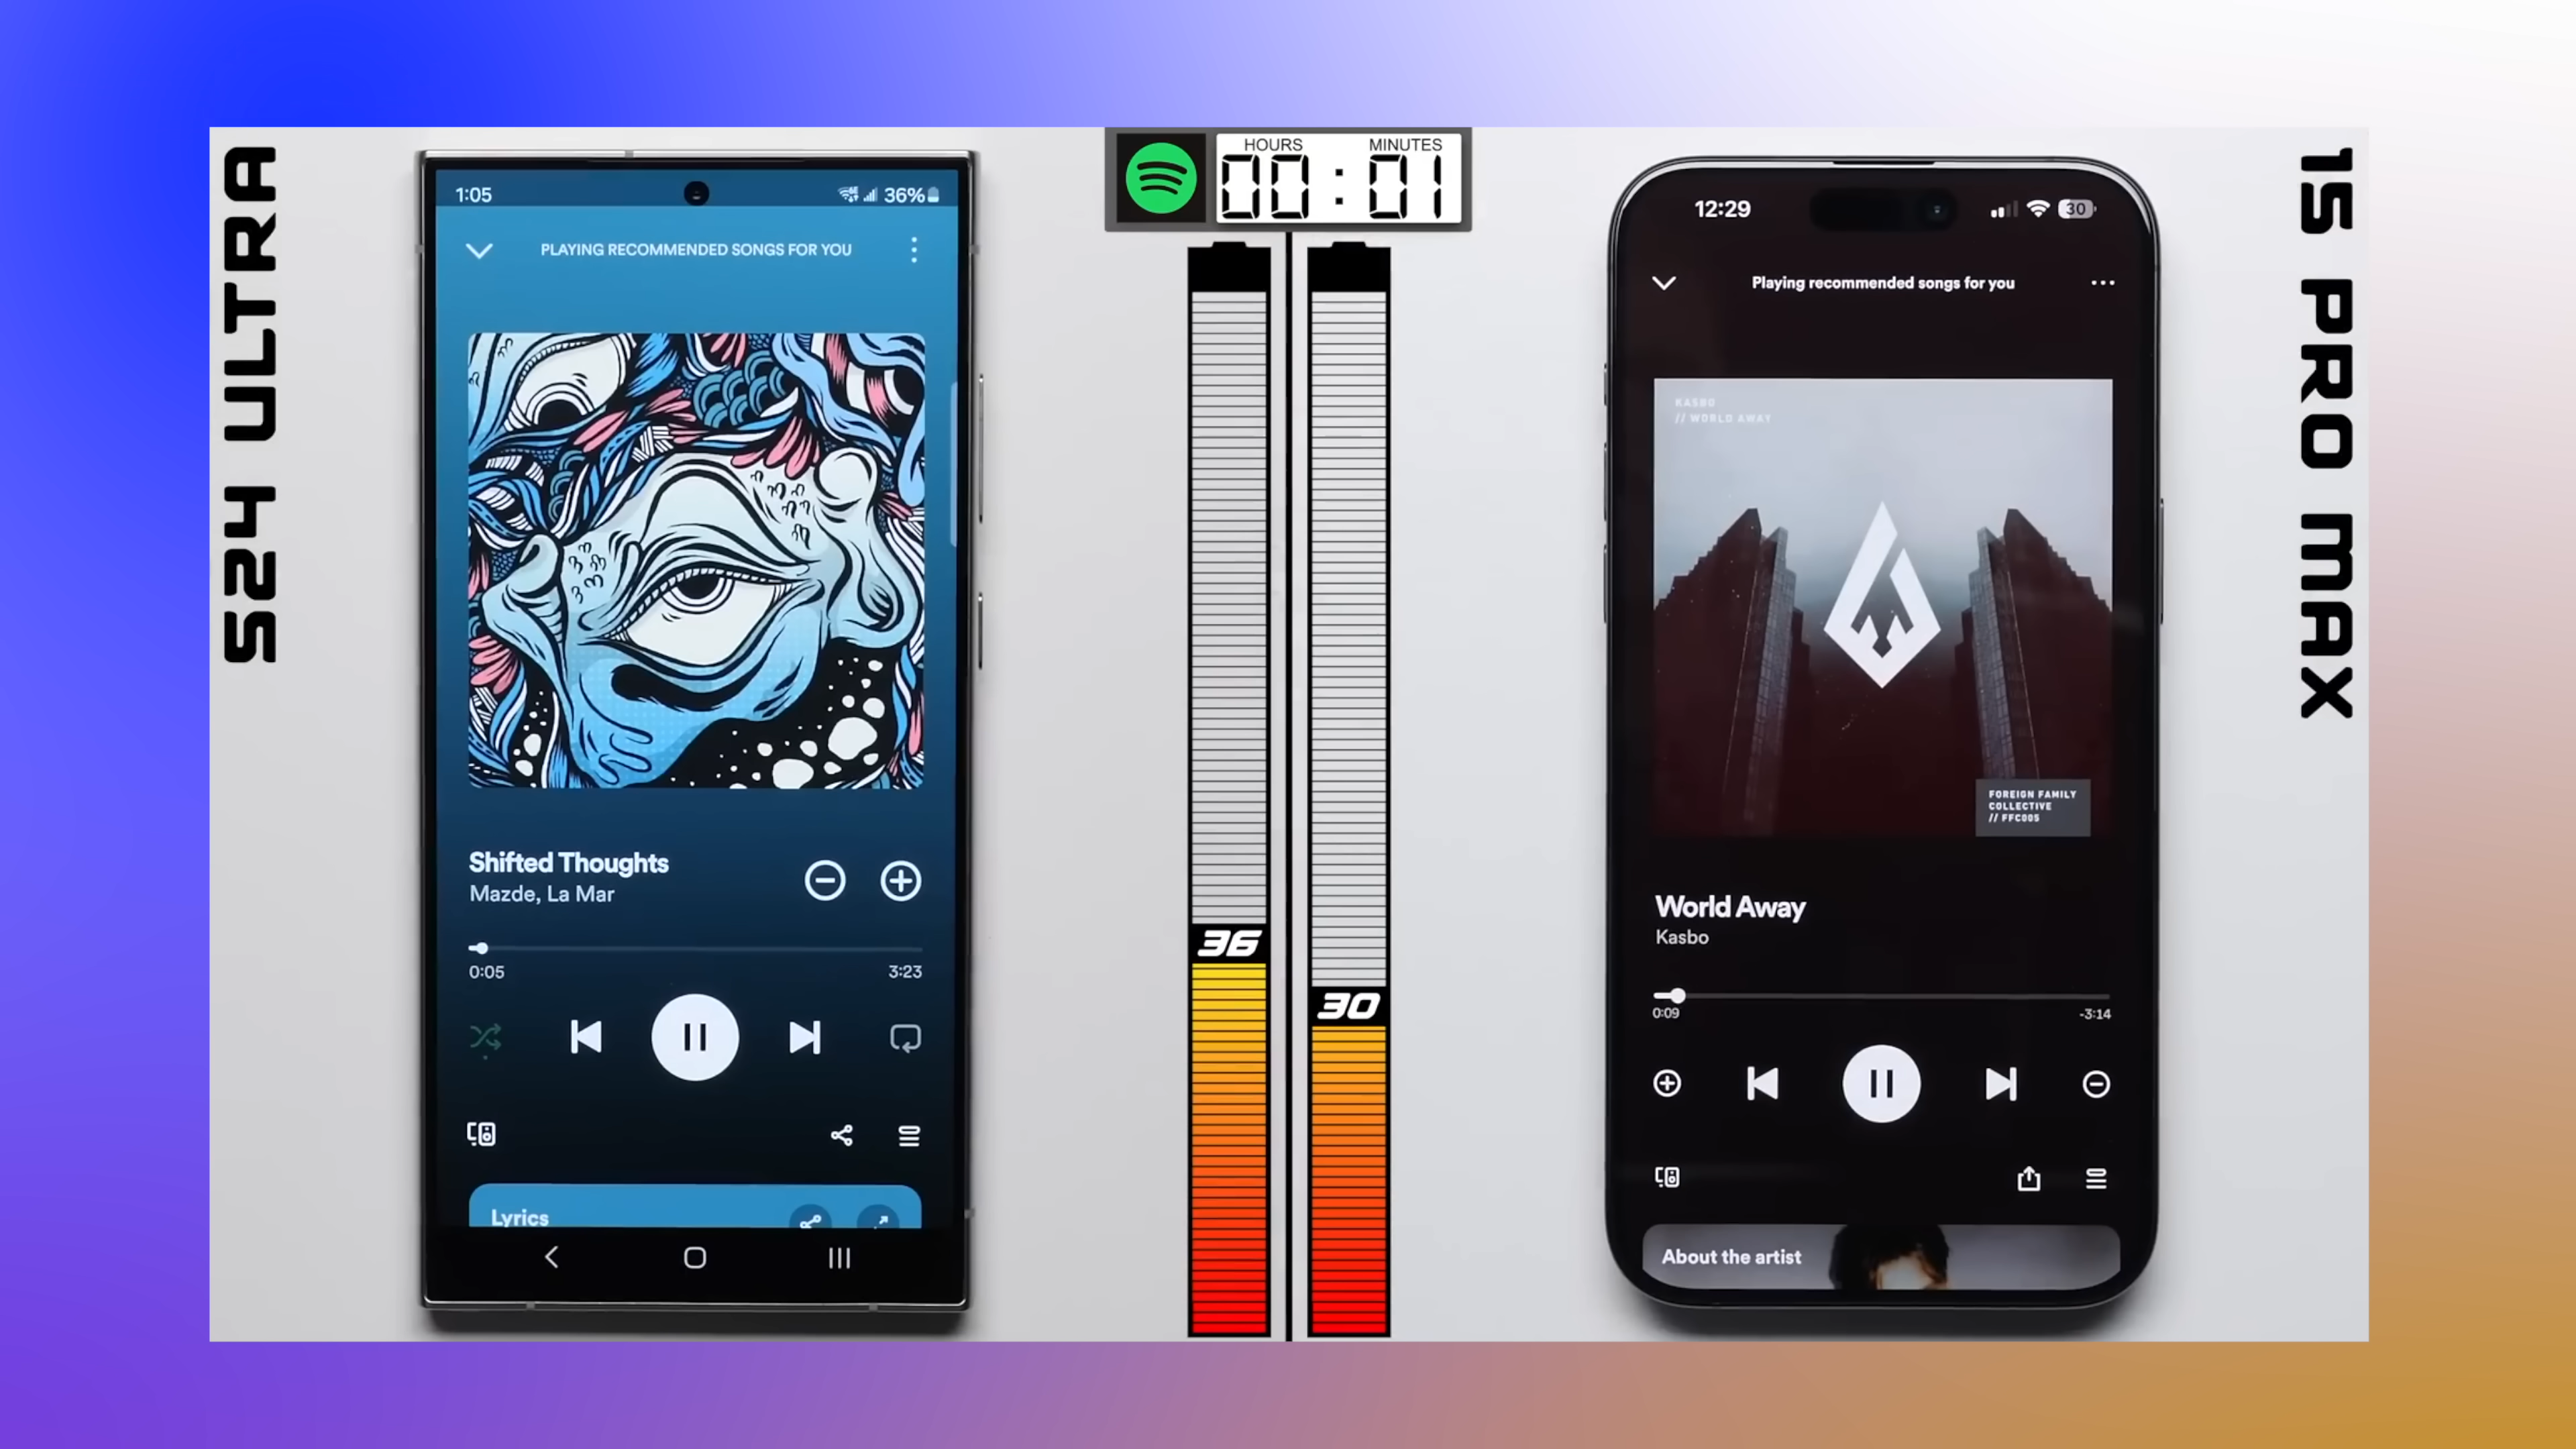 S24 ULTRA
1:05
36%
PLAYING RECOMMENDED SONGS FOR YOU
Shifted Thoughts
Mazde, La Mar
0:05
3:23
Lyrics
HOURS
MINUTES
00:01
36
30
12:29
30
Playing recommended songs for you
KASBO
// WORLD AWAY
FOREIGN FAMILY
COLLECTIVE
// FFC005
World Away
Kasbo
0:09
-3:14
About the artist
15 PRO MAX